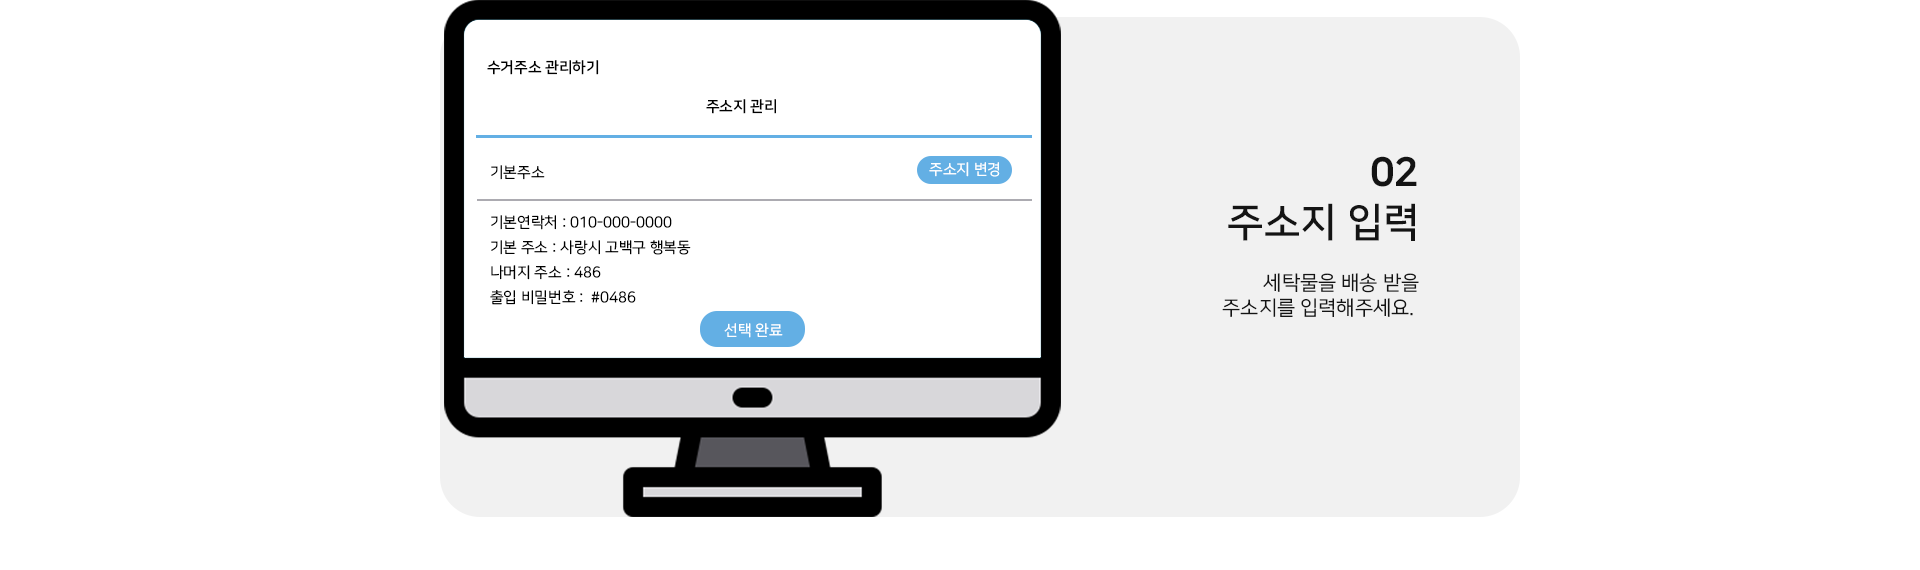 수거주소 관리하기
주소지 관리
기본주소
주소지 변경
기본연락처 : 010-000-0000
기본 주소 : 사랑시 고백구 행복동
나머지 주소 : 486
출입 비밀번호 : #0486
선택 완료
02
주소지 입력
세탁물을 배송 받을
주소지를 입력해주세요.